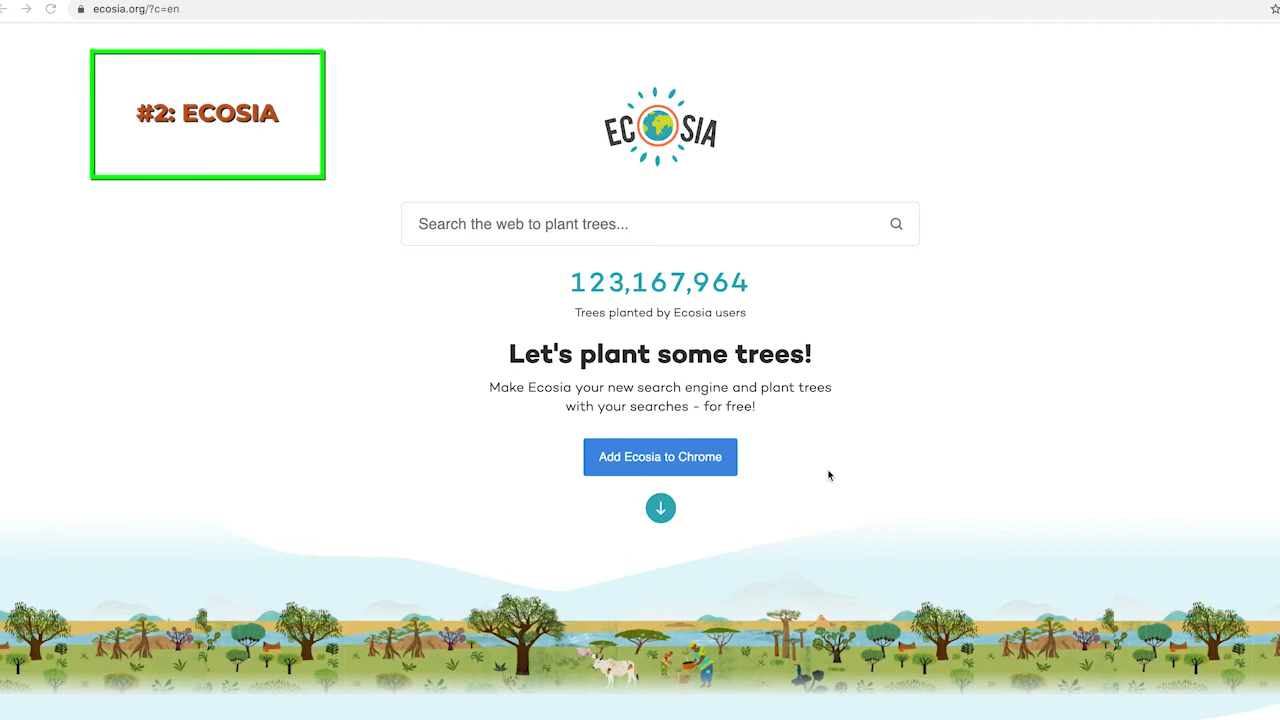 ecosia.org/?c=en
#2: ECOSIA
ECOSIA
Search the web to plant trees...
123,167,964
Trees planted by Ecosia users
Let's plant some trees!
Make Ecosia your new search engine and plant trees
with your searches - for free!
Add Ecosia to Chrome